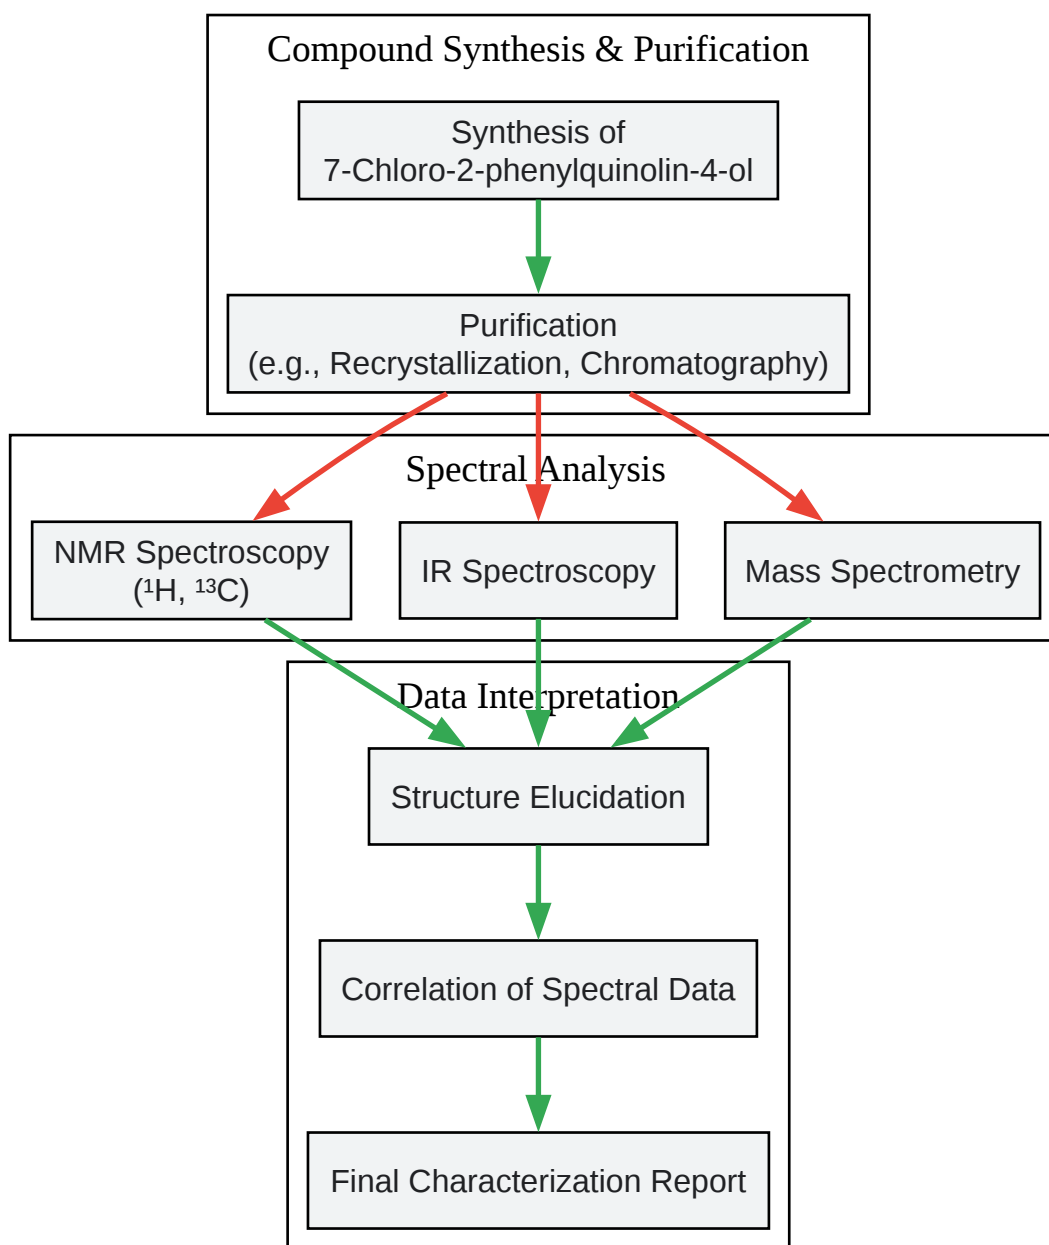 Compound Synthesis & Purification
Synthesis of
7-Chloro-2-phenylquinolin-4-ol
Purification
(e.g., Recrystallization, Chromatography)
Spectral Analysis
NMR Spectroscopy
(¹H, ¹³C)
IR Spectroscopy
Mass Spectrometry
Data Interpretation
Structure Elucidation
Correlation of Spectral Data
Final Characterization Report